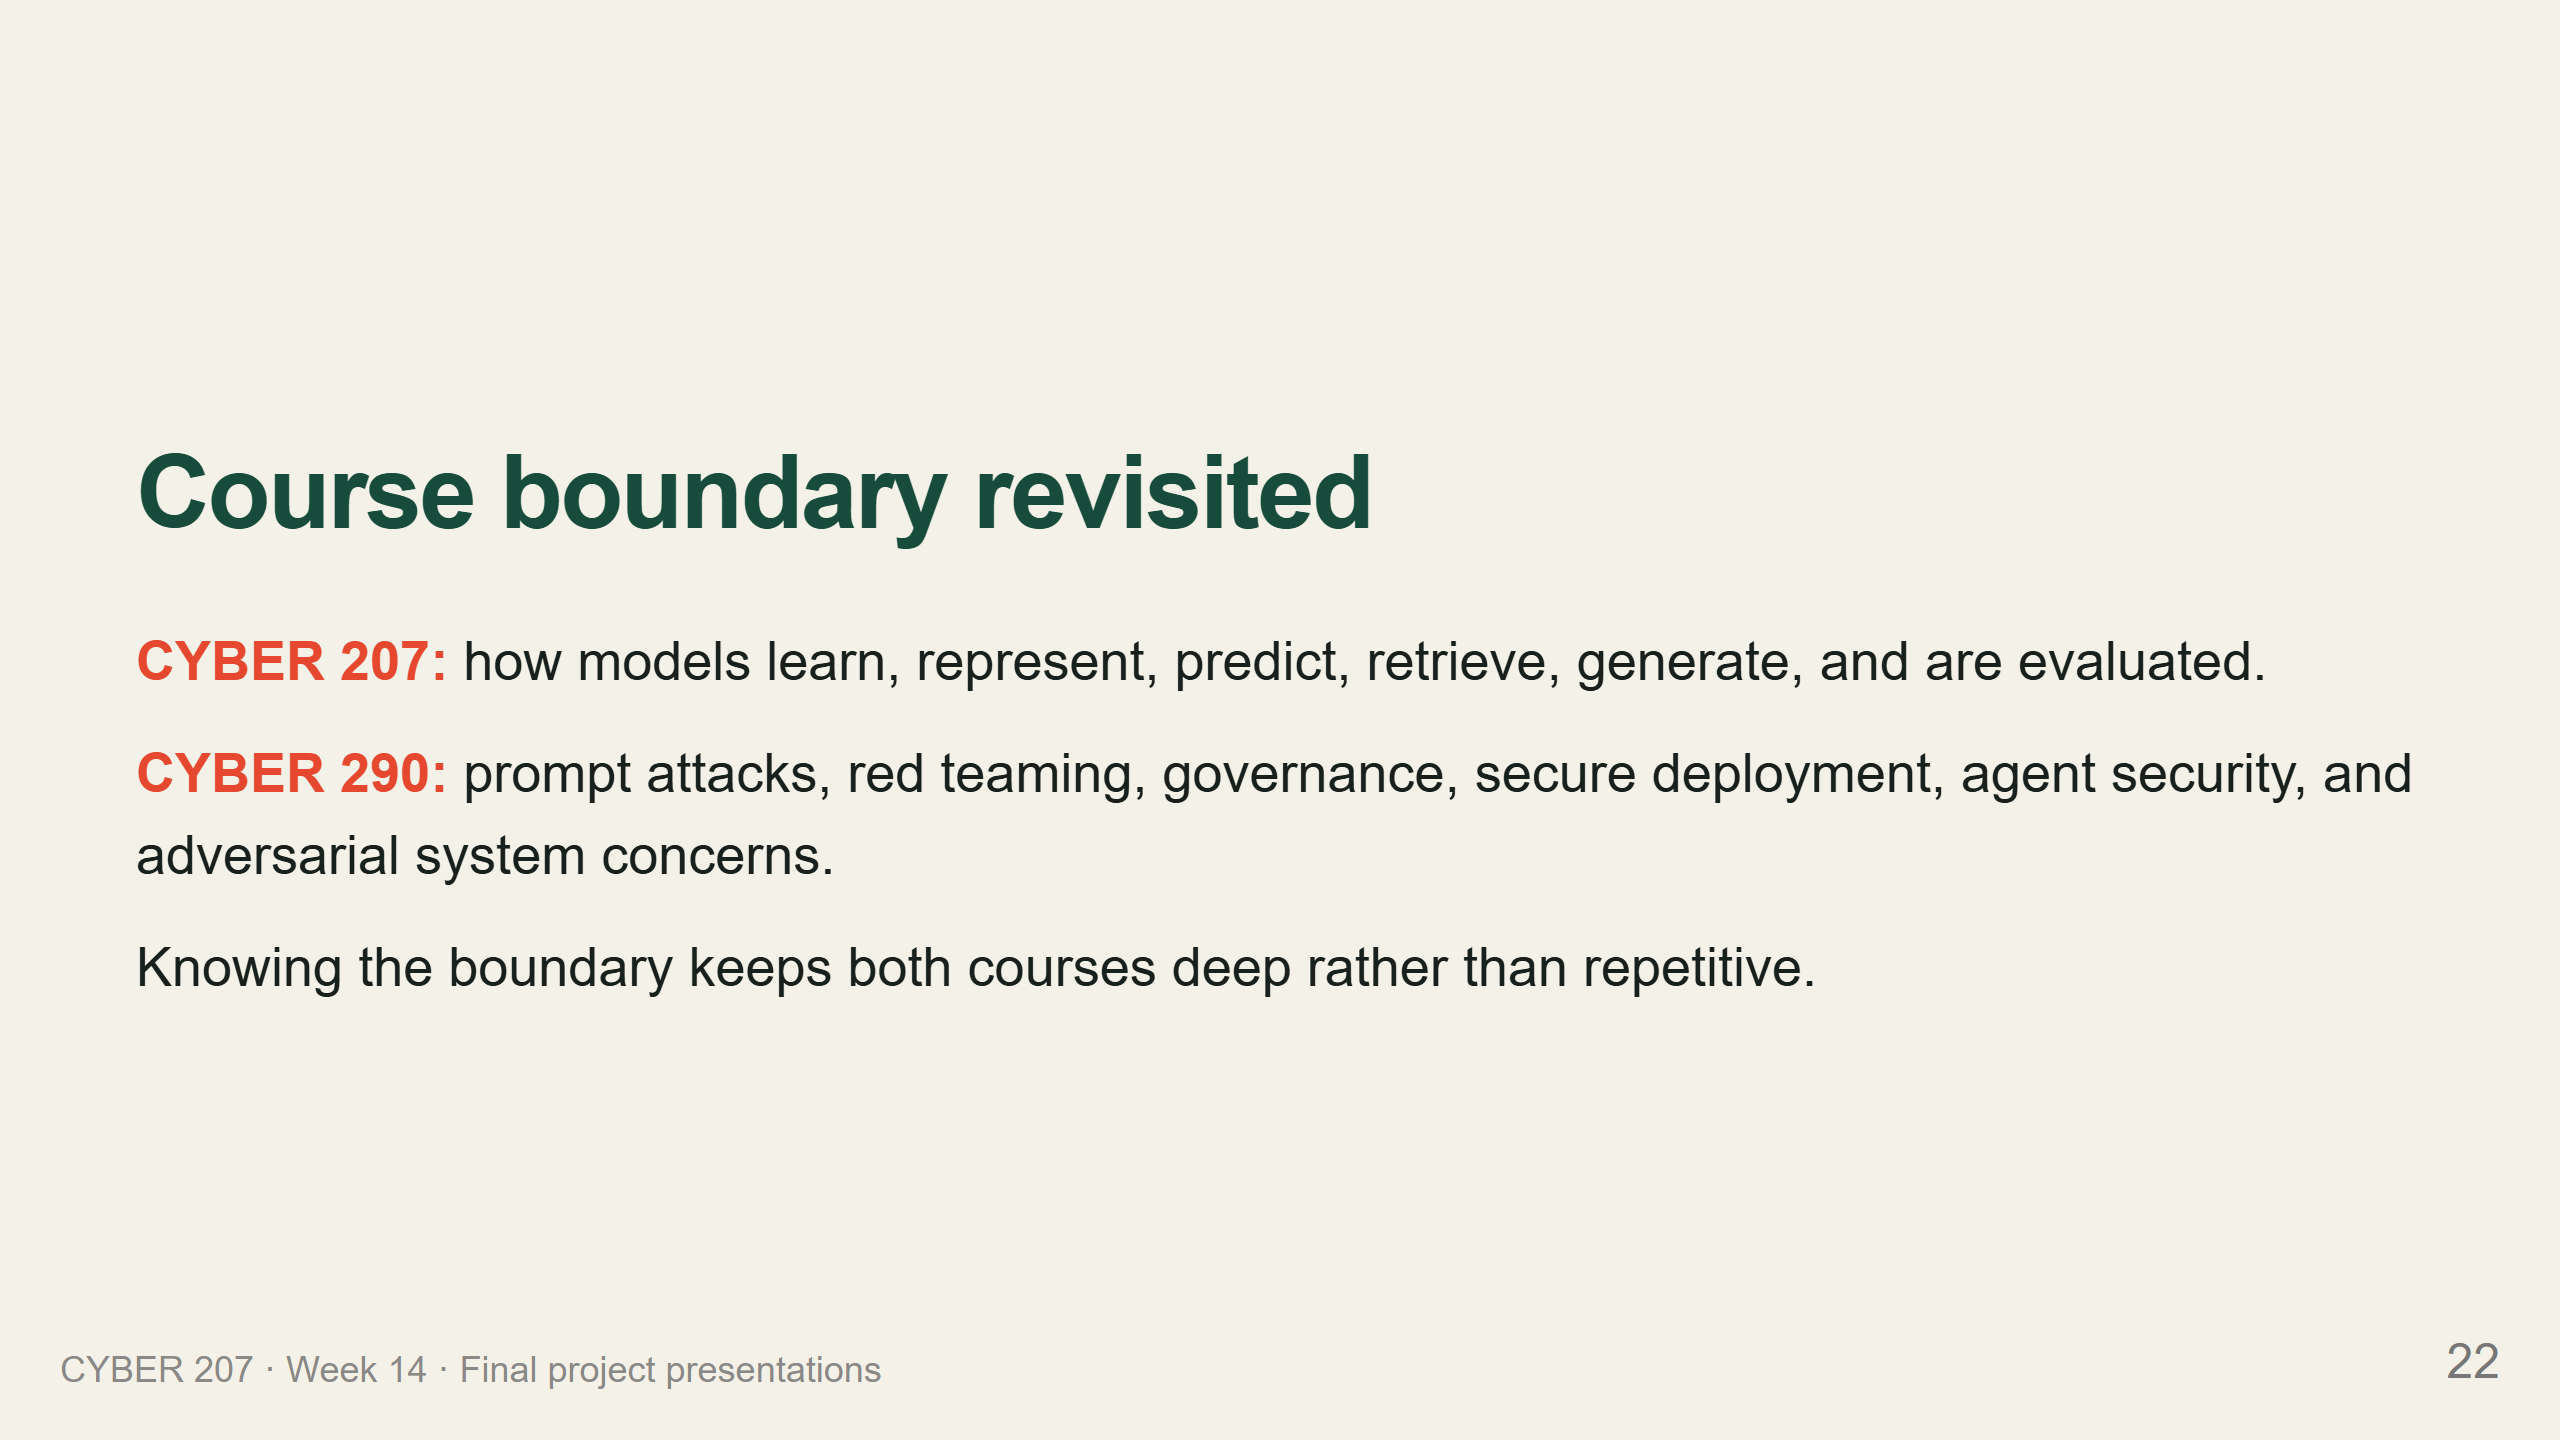 Course boundary revisited
CYBER 207: how models learn, represent, predict, retrieve, generate, and are evaluated.
CYBER 290: prompt attacks, red teaming, governance, secure deployment, agent security, and
adversarial system concerns.
Knowing the boundary keeps both courses deep rather than repetitive.
CYBER 207 · Week 14 · Final project presentations
22